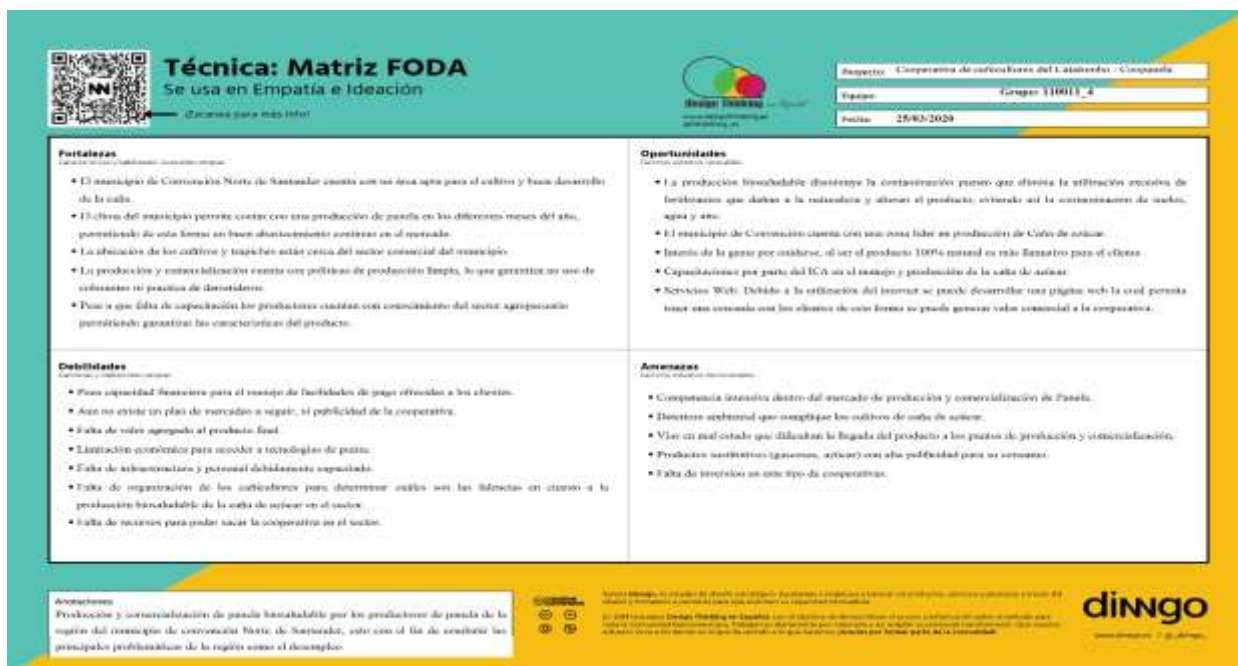 Técnica: Matriz FODA
Se usa en Empatía e Ideación
¡Escanea para más info!
NN
Design Thinking en Español
Proyecto: Cooperativa de cañicultores del Catatumbo - Coopanela
Equipo: Grupo: 110011_4
Fecha: 25/03/2020
Fortalezas
• El municipio de Convención Norte de Santander cuenta con un área apta para el cultivo y buen desarrollo
de la caña.
• El clima del municipio permite contar con una producción de panela en los diferentes meses del año,
permitiendo de esta forma un buen abastecimiento continuo en el mercado.
• La ubicación de los cultivos y trapiches están cerca del sector comercial del municipio
• La producción y comercialización cuenta con políticas de producción limpia, lo que garantiza no uso de
colorantes ni practica de derretideros.
• Pese a que falta de capacitación los productores cuentan con conocimiento del sector agropecuario
permitiendo garantizar las características del producto.
Oportunidades
• La producción biosaludable disminuye la contaminación puesto que elimina la utilización excesiva de
fertilizantes que dañan a la naturaleza y alteran el producto, evitando así la contaminación de suelos,
agua y aire.
• El municipio de Convención cuenta con una zona líder en producción de Caña de azúcar.
• Interés de la gente por cuidarse, al ser el producto 100% natural es más llamativo para el cliente
• Capacitaciones por parte del ICA en el manejo y producción de la caña de azúcar
• Servicios Web: Debido a la utilización del internet se puede desarrollar una página web la cual permita
tener una cercanía con los clientes de esta forma se puede generar valor comercial a la cooperativa.
Debilidades
• Poca capacidad financiera para el manejo de facilidades de pago ofrecidas a los clientes.
• Aun no existe un plan de mercadeo a seguir, ni publicidad de la cooperativa.
• Falta de valor agregado al producto final.
• Limitación económica para acceder a tecnologías de punta.
• Falta de infraestructura y personal debidamente capacitado.
• Falta de organización de los cañicultores para determinar cuáles son las falencias en cuanto a la
producción biosaludable de la caña de azúcar en el sector.
• Falta de recursos para poder sacar la cooperativa en el sector.
Amenazas
• Competencia intensiva dentro del mercado de producción y comercialización de Panela.
• Deterioro ambiental que complique los cultivos de caña de azúcar.
• Vías en mal estado que dificultan la llegada del producto a los puntos de producción y comercialización.
• Productos sustitutivos (gaseosas, azúcar) con alta publicidad para su consumo.
• Falta de inversión en este tipo de cooperativas.
Anotaciones
Producción y comercialización de panela biosaludable por los productores de panela de la
región del municipio de convención Norte de Santander, esto con el fin de combatir las
principales problemáticas de la región como el desempleo
dinngo